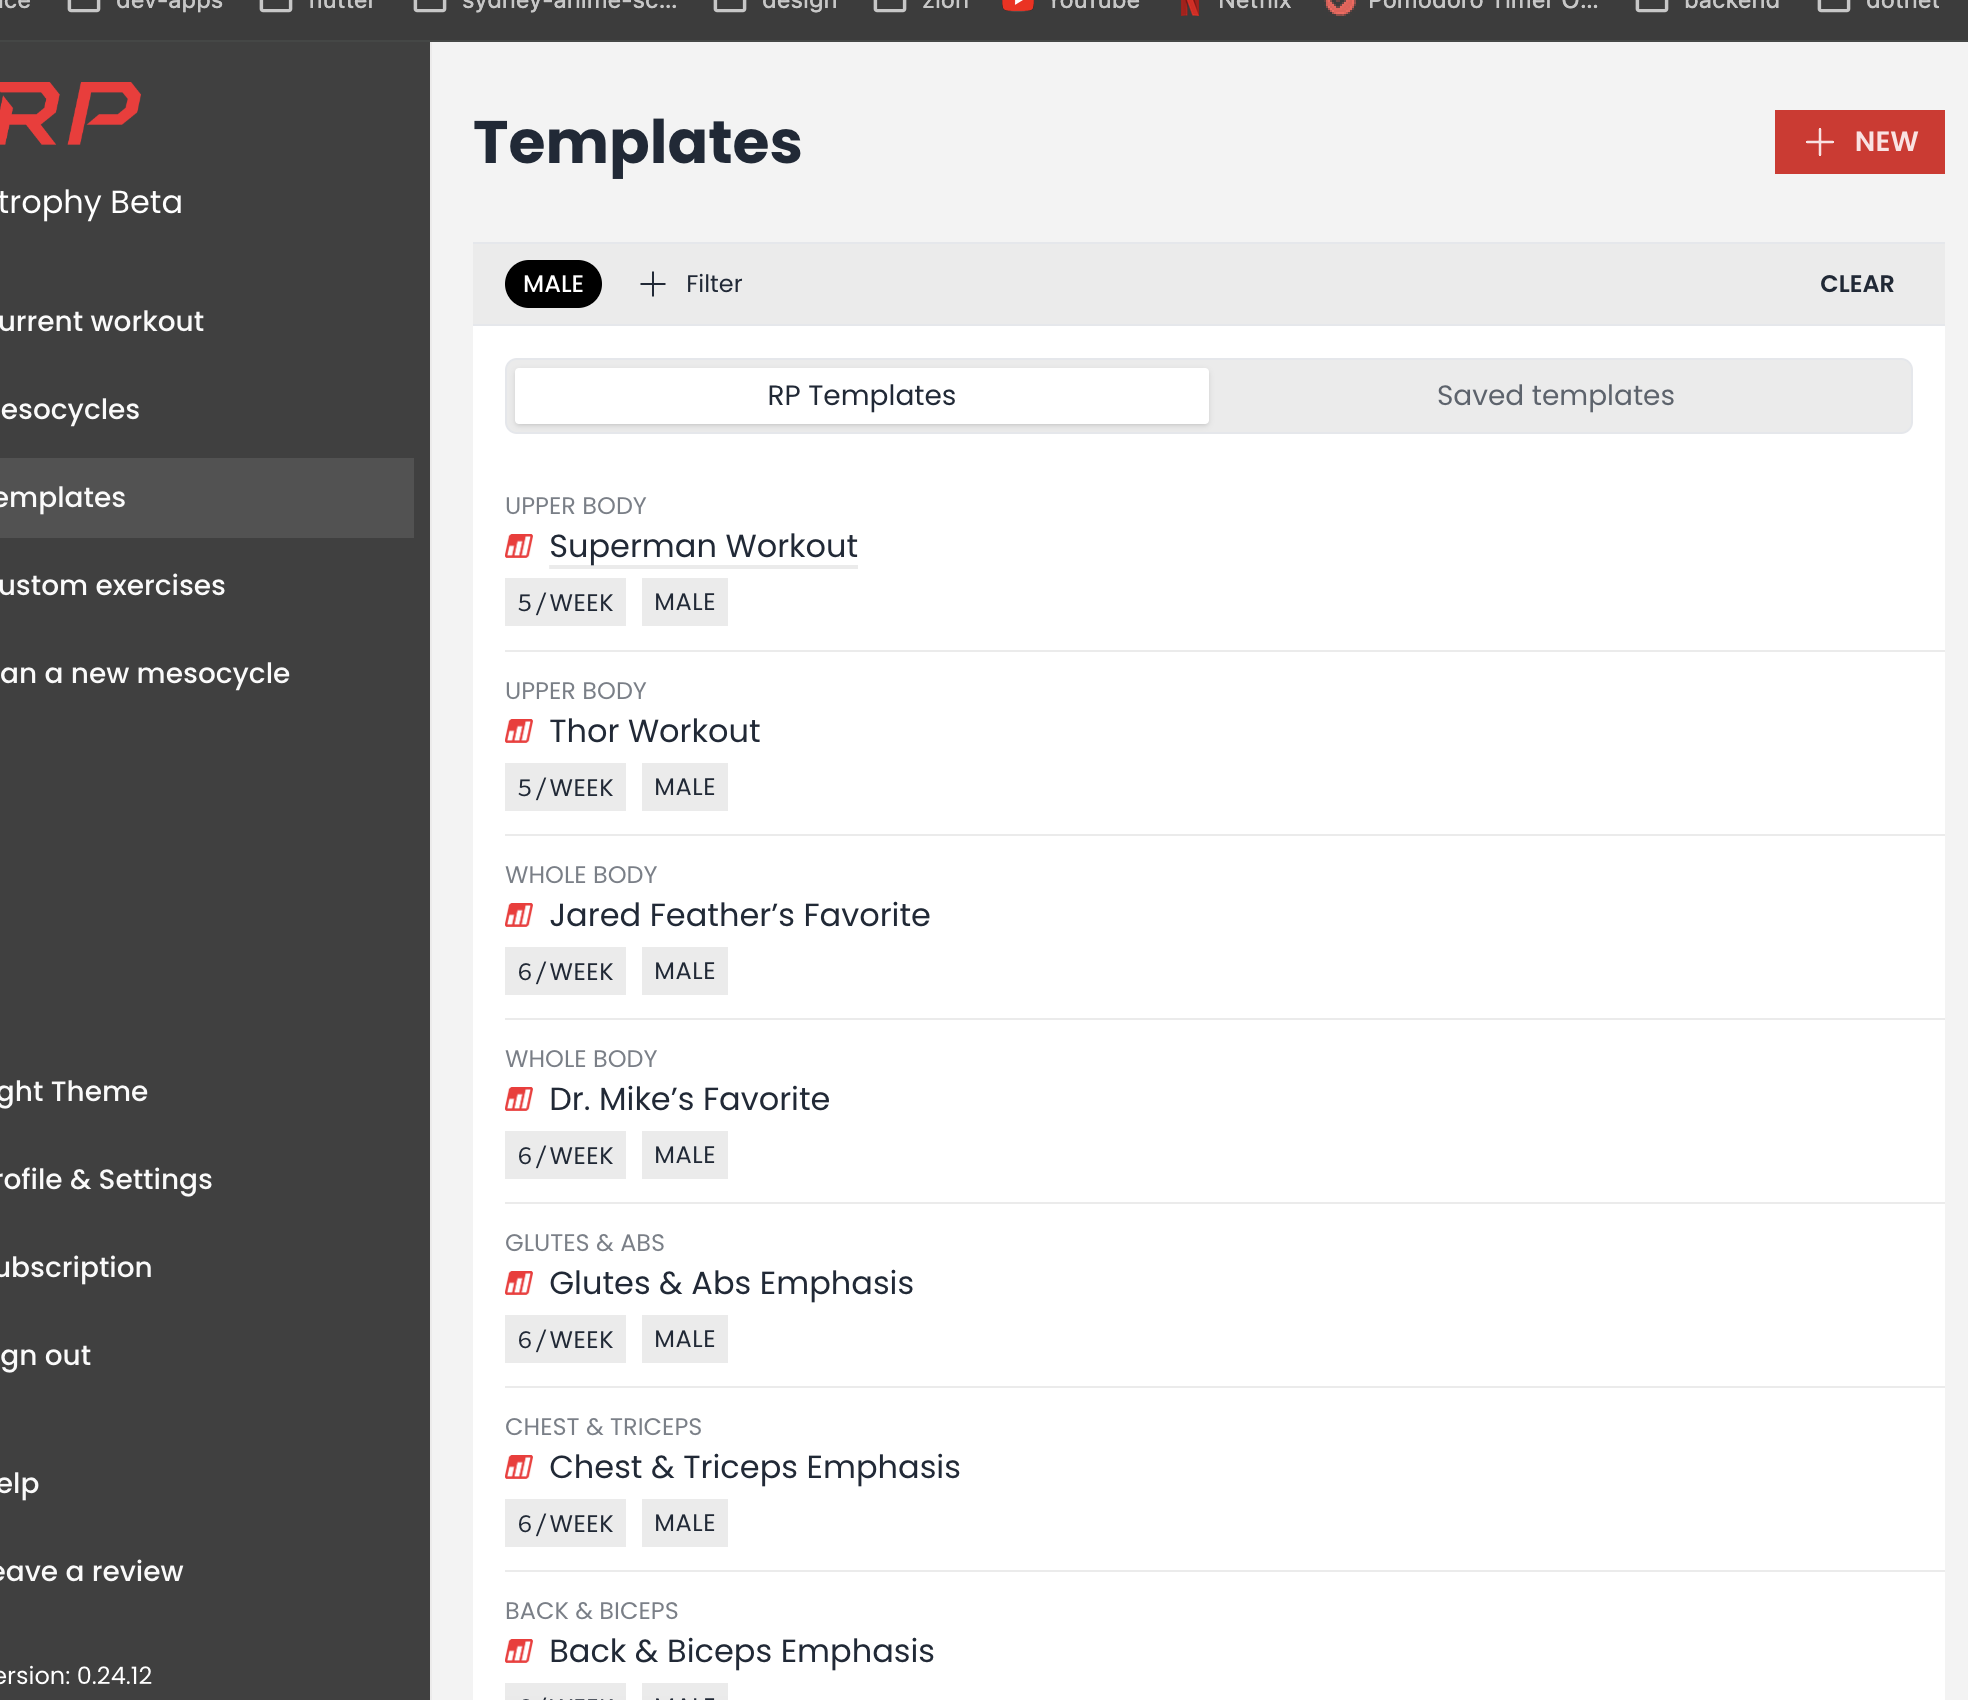 dev-apps flutter sydney-anime-sc... design zion YouTube Netflix Pomodoro Timer O... backend dotnet
RP
trophy Beta
urrent workout
esocycles
emplates
ustom exercises
an a new mesocycle
ght Theme
rofile & Settings
ubscription
gn out
elp
eave a review
ersion: 0.24.12
Templates
NEW
MALE Filter CLEAR
RP Templates Saved templates
UPPER BODY
Superman Workout
5/WEEK MALE
UPPER BODY
Thor Workout
5/WEEK MALE
WHOLE BODY
Jared Feather’s Favorite
6/WEEK MALE
WHOLE BODY
Dr. Mike’s Favorite
6/WEEK MALE
GLUTES & ABS
Glutes & Abs Emphasis
6/WEEK MALE
CHEST & TRICEPS
Chest & Triceps Emphasis
6/WEEK MALE
BACK & BICEPS
Back & Biceps Emphasis